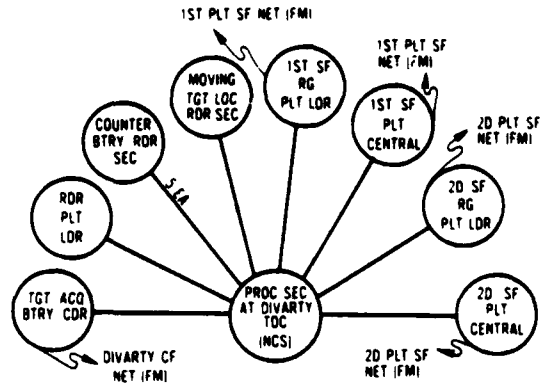 1ST PLT SF NET (FM)
1ST PLT SF
NET (FM)
MOVING
TGT LOC
RDR SEC
1ST SF
RG
PLT LDR
1ST SF
PLT
CENTRAL
COUNTER
BTRY RDR
SEC
2D PLT SF
NET (FM)
5 EA
2D SF
RG
PLT LDR
RDR
PLT
LDR
TGT ACQ
BTRY CDR
PROC SEC
AT DIVARTY
TOC
(NCS)
2D SF
PLT
CENTRAL
DIVARTY CF
NET (FM)
2D PLT SF
NET (FM)